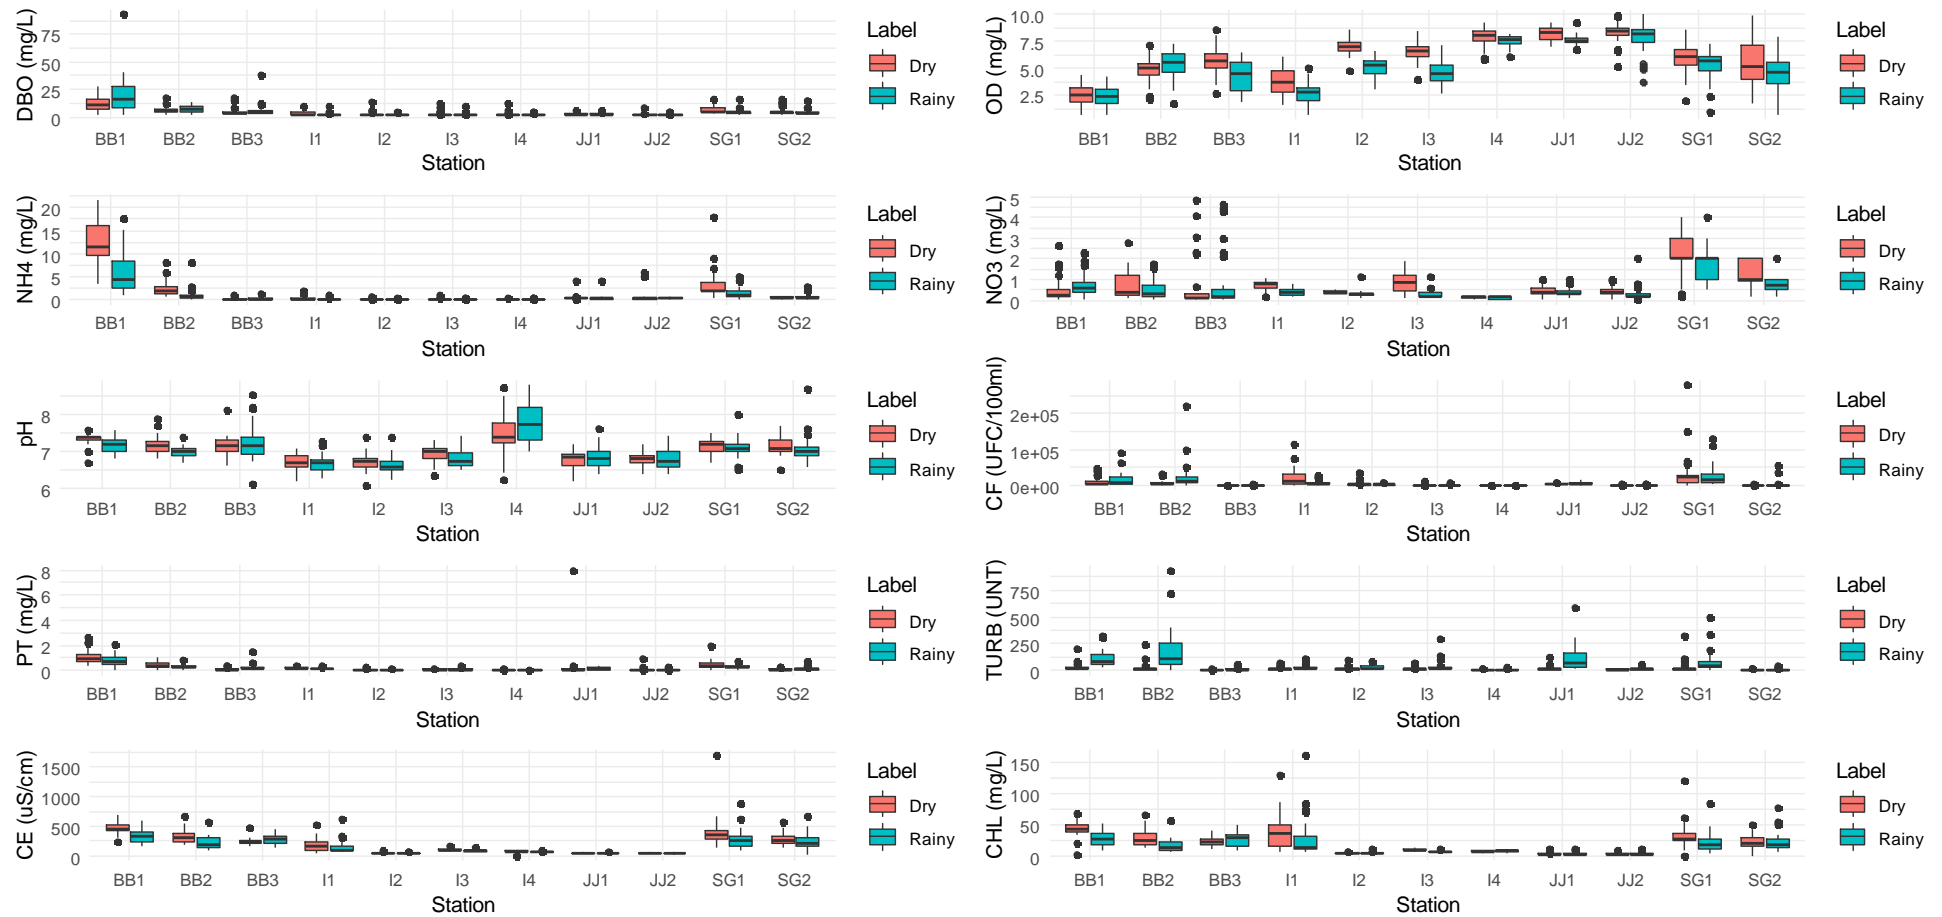 DBO (mg/L)
75
50
25
0
BB1 BB2 BB3 I1 I2 I3 I4 JJ1 JJ2 SG1 SG2
Station
Label
Dry
Rainy
OD (mg/L)
10.0
7.5
5.0
2.5
BB1 BB2 BB3 I1 I2 I3 I4 JJ1 JJ2 SG1 SG2
Station
Label
Dry
Rainy
NH4 (mg/L)
20
15
10
5
0
BB1 BB2 BB3 I1 I2 I3 I4 JJ1 JJ2 SG1 SG2
Station
Label
Dry
Rainy
NO3 (mg/L)
5
4
3
2
1
0
BB1 BB2 BB3 I1 I2 I3 I4 JJ1 JJ2 SG1 SG2
Station
Label
Dry
Rainy
pH
8
7
6
BB1 BB2 BB3 I1 I2 I3 I4 JJ1 JJ2 SG1 SG2
Station
Label
Dry
Rainy
CF (UFC/100ml)
2e+05
1e+05
0e+00
BB1 BB2 BB3 I1 I2 I3 I4 JJ1 JJ2 SG1 SG2
Station
Label
Dry
Rainy
PT (mg/L)
8
6
4
2
0
BB1 BB2 BB3 I1 I2 I3 I4 JJ1 JJ2 SG1 SG2
Station
Label
Dry
Rainy
TURB (UNT)
750
500
250
0
BB1 BB2 BB3 I1 I2 I3 I4 JJ1 JJ2 SG1 SG2
Station
Label
Dry
Rainy
CE (uS/cm)
1500
1000
500
0
BB1 BB2 BB3 I1 I2 I3 I4 JJ1 JJ2 SG1 SG2
Station
Label
Dry
Rainy
CHL (mg/L)
150
100
50
0
BB1 BB2 BB3 I1 I2 I3 I4 JJ1 JJ2 SG1 SG2
Station
Label
Dry
Rainy